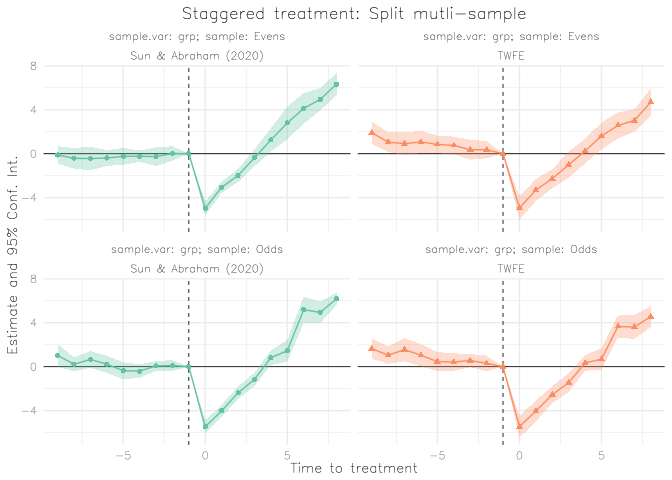 Staggered treatment: Split mutli-sample
sample.var: grp; sample: Evens
Sun & Abraham (2020)
sample.var: grp; sample: Evens
TWFE
8
4
0
−4
sample.var: grp; sample: Odds
Sun & Abraham (2020)
sample.var: grp; sample: Odds
TWFE
8
4
0
−4
−5 0 5
−5 0 5
Time to treatment
Estimate and 95% Conf. Int.